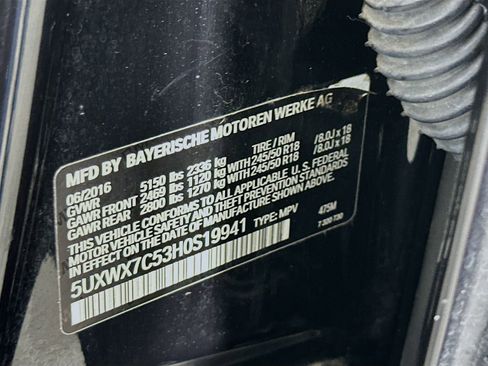 MFD BY BAYERISCHE MOTOREN WERKE AG
06/2016 TIRE / RIM
GVWR 5150 lbs 2336 kg
GAWR FRONT 2469 lbs 1120 kg WITH 245/50 R18 / 8.0J x 18
GAWR REAR 2800 lbs 1270 kg WITH 245/50 R18 / 8.0J x 18
THIS VEHICLE CONFORMS TO ALL APPLICABLE U.S. FEDERAL
MOTOR VEHICLE SAFETY AND THEFT PREVENTION STANDARDS
IN EFFECT ON THE DATE OF MANUFACTURE SHOWN ABOVE.
5UXWX7C53H0S19941 TYPE: MPV 475M
T 320 730